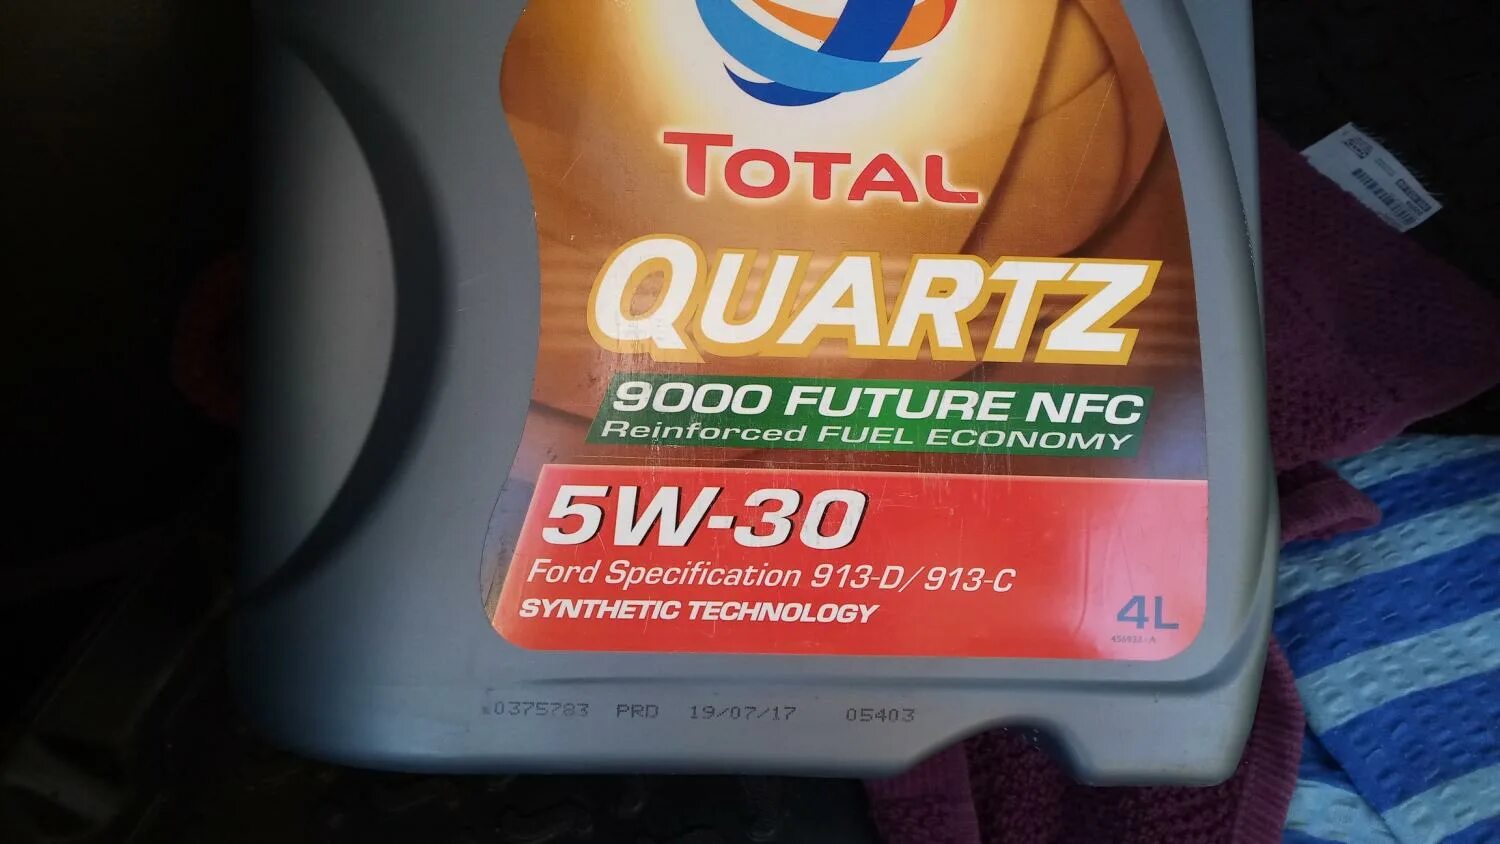 TOTAL
QUARTZ
9000 FUTURE NFC
Reinforced FUEL ECONOMY
5W-30
Ford Specification 913-D/913-C
SYNTHETIC TECHNOLOGY
4L
0375783 PRD 19/07/17 05403